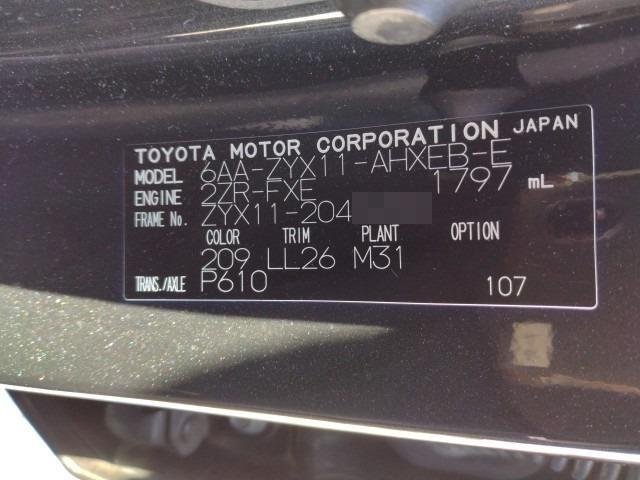 TOYOTA MOTOR CORPORATION JAPAN
MODEL 6AA-ZYX11-AHXEB-E
ENGINE 2ZR-FXE 1797 mL
FRAME No. ZYX11-204
COLOR TRIM PLANT OPTION
209 LL26 M31
TRANS./AXLE P610 107